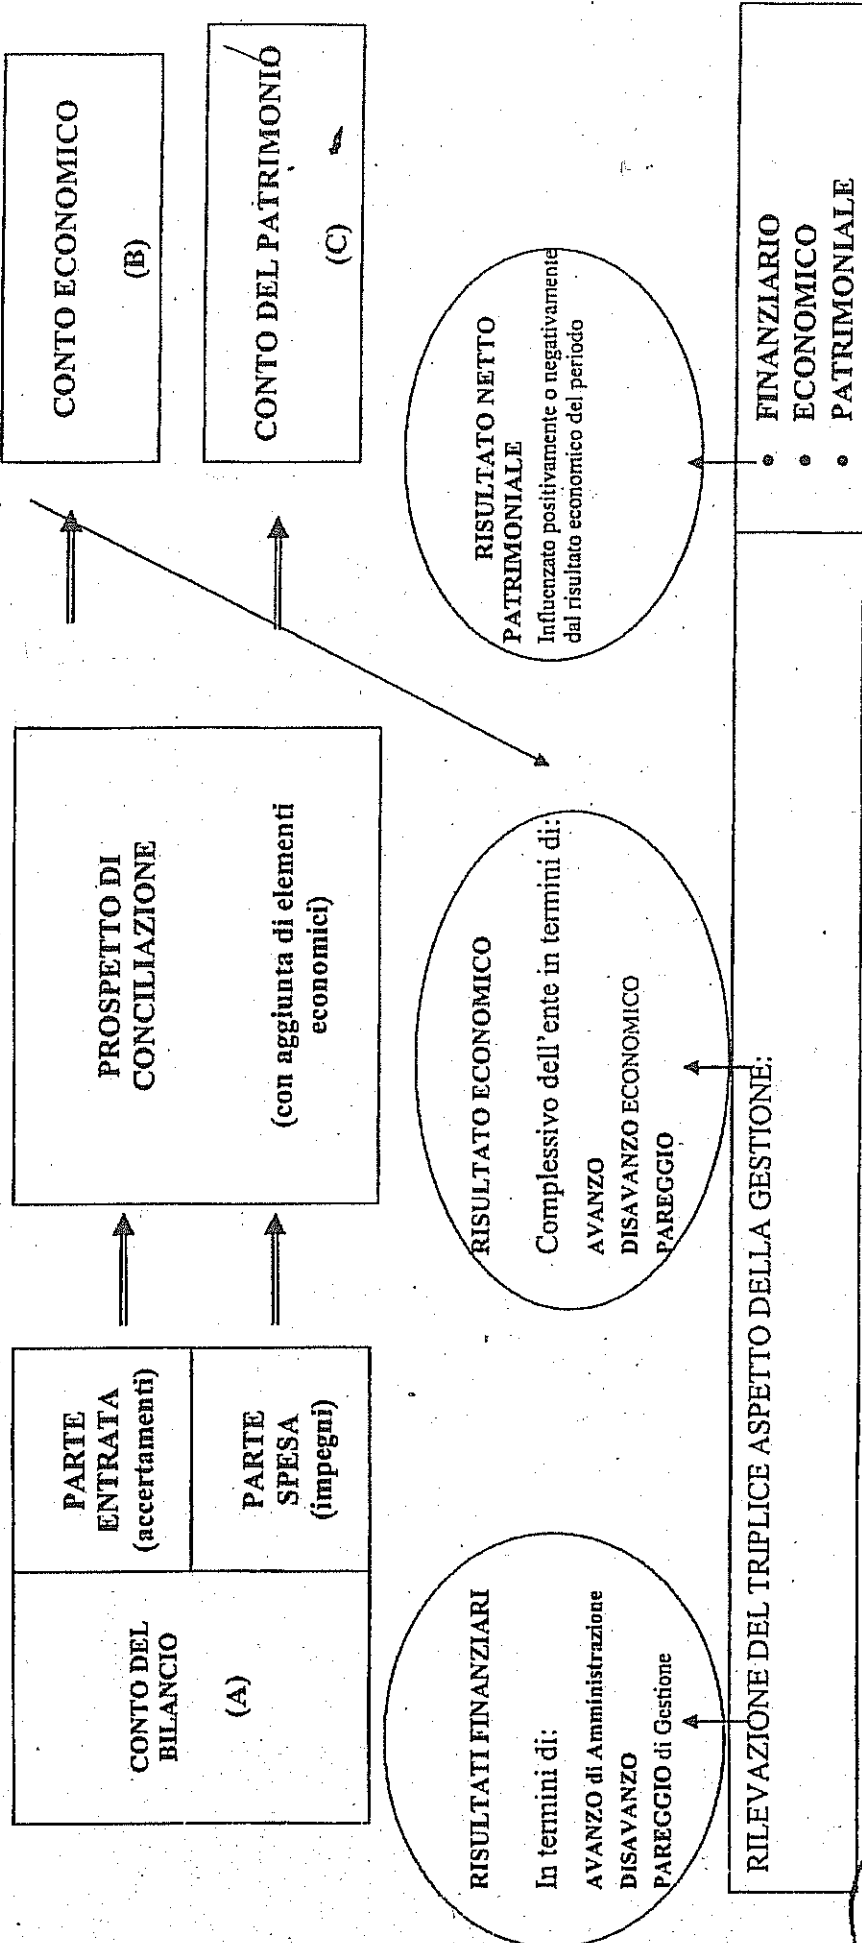 CONTO DEL
BILANCIO
(A)
PARTE
ENTRATA
(accertamenti)
PARTE
SPESA
(impegni)
PROSPETTO DI
CONCILIAZIONE
(con aggiunta di elementi
economici)
CONTO ECONOMICO
(B)
CONTO DEL PATRIMONIO
(C)
RISULTATI FINANZIARI
In termini di:
AVANZO di Amministrazione
DISAVANZO
PAREGGIO di Gestione
RISULTATO ECONOMICO
Complessivo dell'ente in termini di:
AVANZO
DISAVANZO ECONOMICO
PAREGGIO
RISULTATO NETTO
PATRIMONIALE
Influenzato positivamente o negativamente
dal risultato economico del periodo
RILEVAZIONE DEL TRIPLICE ASPETTO DELLA GESTIONE:
• FINANZIARIO
• ECONOMICO
• PATRIMONIALE